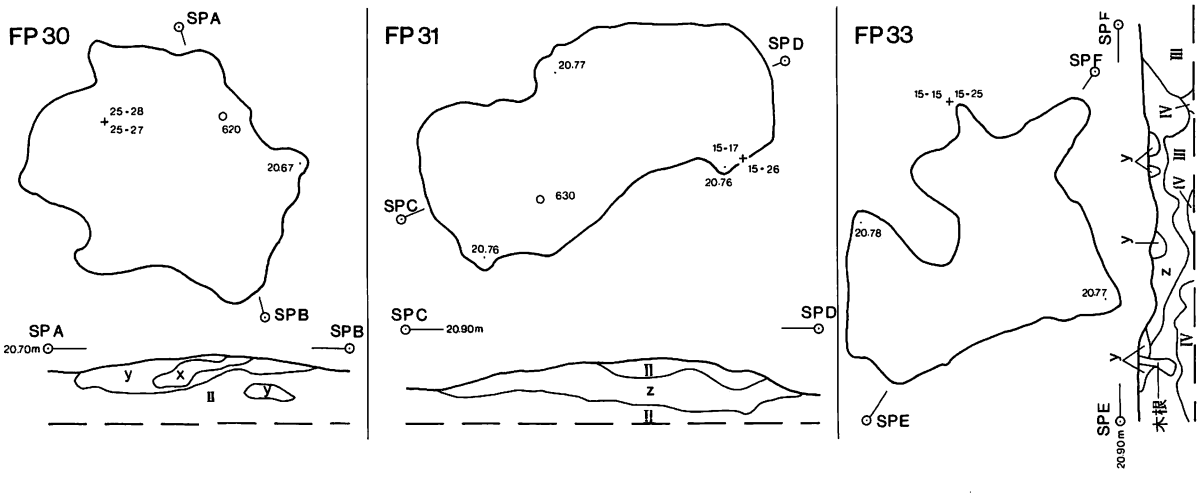 FP30
SPA
25-28
25-27
620
20.67
SPB
SPA
SPB
20.70m
y
x
II
y
FP31
SPD
20.77
15-17
15-26
20.76
630
SPC
20.76
SPC
20.90m
SPD
II
z
II
FP33
SPF
15-15
15-25
20.78
20.77
SPE
SPF
III
IV
y
III
IV
y
z
IV
y
木根
SPE
20.90m